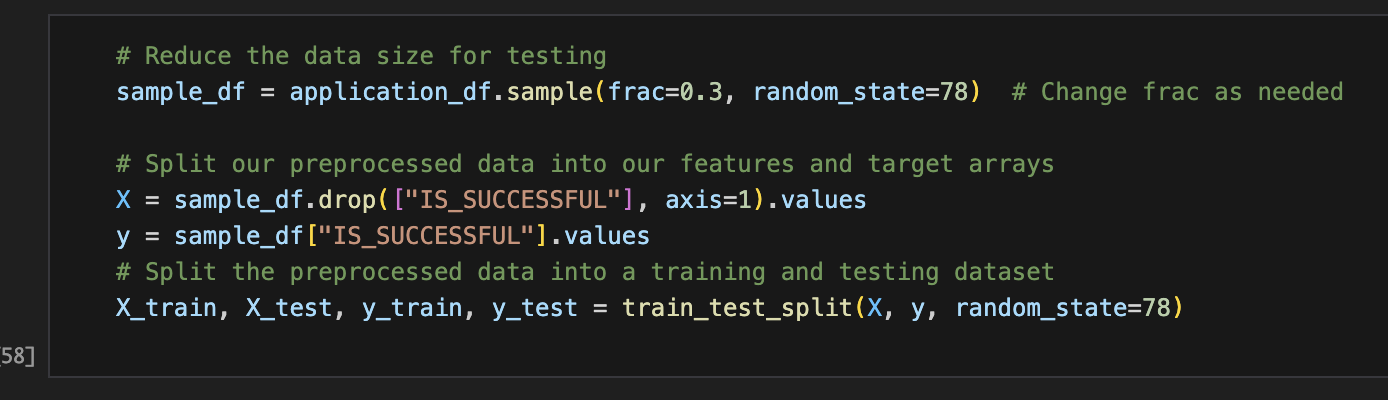 # Reduce the data size for testing
sample_df = application_df.sample(frac=0.3, random_state=78)  # Change frac as needed
# Split our preprocessed data into our features and target arrays
X = sample_df.drop(["IS_SUCCESSFUL"], axis=1).values
y = sample_df["IS_SUCCESSFUL"].values
# Split the preprocessed data into a training and testing dataset
X_train, X_test, y_train, y_test = train_test_split(X, y, random_state=78)
58]